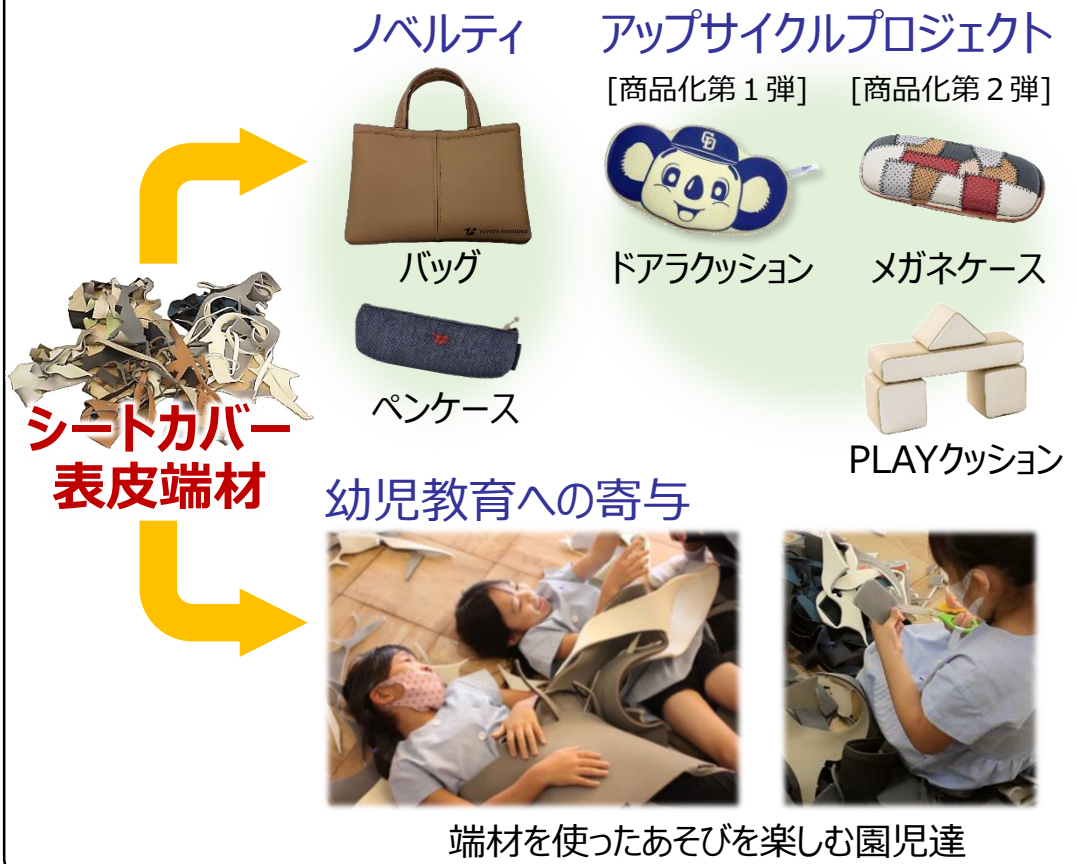 ノベルティ
アップサイクルプロジェクト
[商品化第１弾]
[商品化第２弾]
バッグ
ドアラクッション
メガネケース
ペンケース
PLAYクッション
シートカバー
表皮端材
幼児教育への寄与
端材を使ったあそびを楽しむ園児達